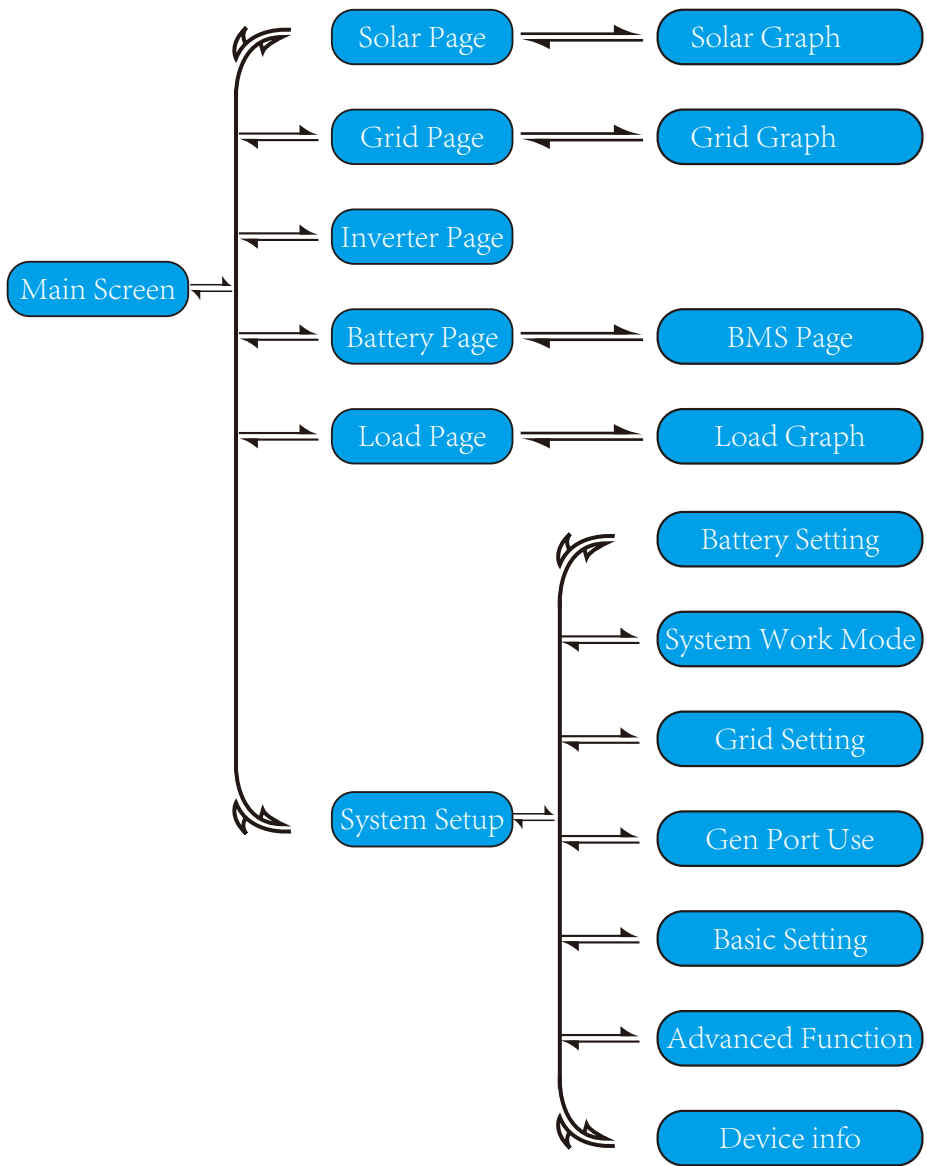 Solar Page
Solar Graph
Grid Page
Grid Graph
Inverter Page
Main Screen
Battery Page
BMS Page
Load Page
Load Graph
Battery Setting
System Work Mode
Grid Setting
System Setup
Gen Port Use
Basic Setting
Advanced Function
Device info